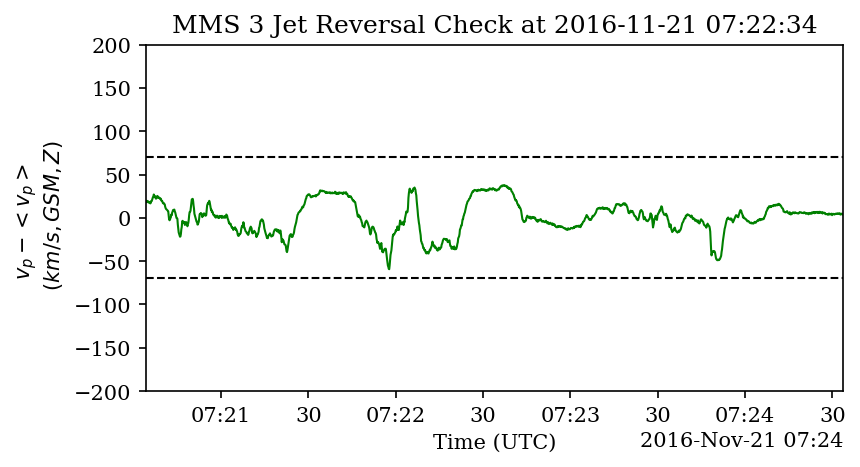 MMS 3 Jet Reversal Check at 2016-11-21 07:22:34
v_p − < v_p >
(km/s, GSM, Z)
200
150
100
50
0
−50
−100
−150
−200
07:21 30 07:22 30 07:23 30 07:24 30
Time (UTC) 2016-Nov-21 07:24